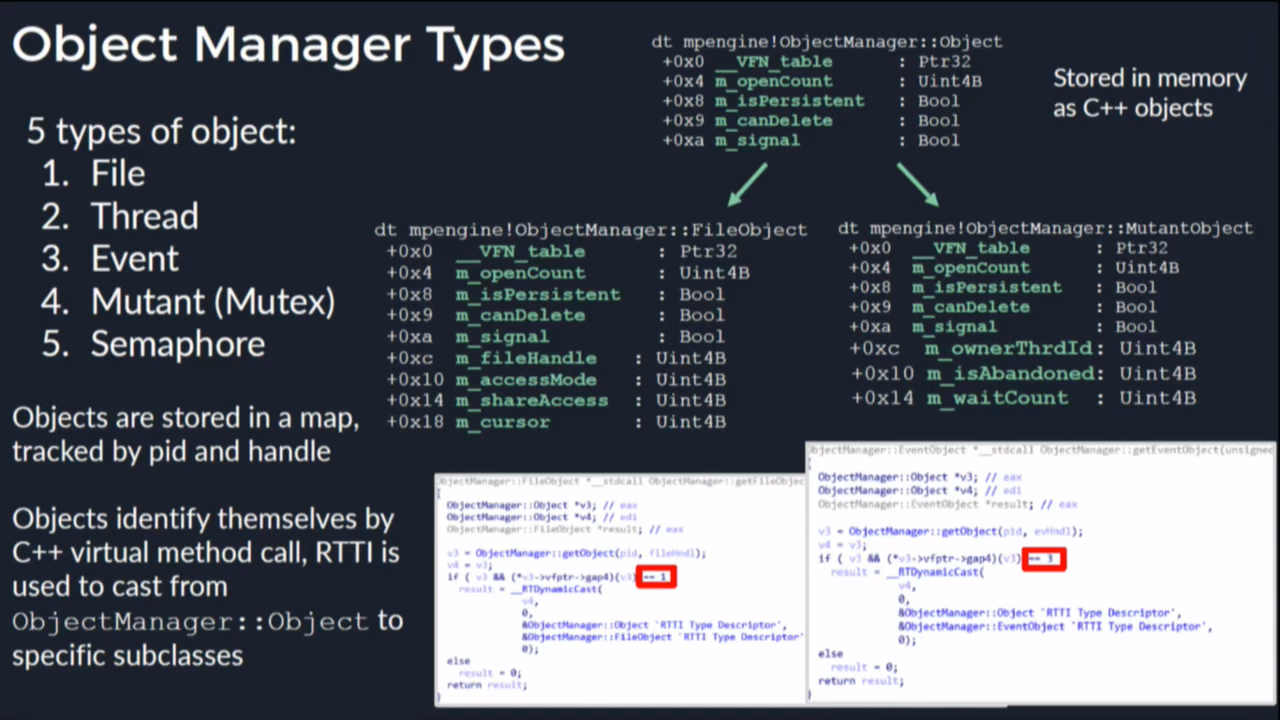 Object Manager Types
5 types of object:
1. File
2. Thread
3. Event
4. Mutant (Mutex)
5. Semaphore
Objects are stored in a map,
tracked by pid and handle
Objects identify themselves by
C++ virtual method call, RTTI is
used to cast from
ObjectManager::Object to
specific subclasses
dt mpengine!ObjectManager::Object
+0x0 __VFN_table : Ptr32
+0x4 m_openCount : Uint4B
+0x8 m_isPersistent : Bool
+0x9 m_canDelete : Bool
+0xa m_signal : Bool
Stored in memory
as C++ objects
dt mpengine!ObjectManager::FileObject
+0x0 __VFN_table : Ptr32
+0x4 m_openCount : Uint4B
+0x8 m_isPersistent : Bool
+0x9 m_canDelete : Bool
+0xa m_signal : Bool
+0xc m_fileHandle : Uint4B
+0x10 m_accessMode : Uint4B
+0x14 m_shareAccess : Uint4B
+0x18 m_cursor : Uint4B
dt mpengine!ObjectManager::MutantObject
+0x0 __VFN_table : Ptr32
+0x4 m_openCount : Uint4B
+0x8 m_isPersistent : Bool
+0x9 m_canDelete : Bool
+0xa m_signal : Bool
+0xc m_ownerThrdId: Uint4B
+0x10 m_isAbandoned: Uint4B
+0x14 m_waitCount : Uint4B
ObjectManager::FileObject *__stdcall ObjectManager::getFileObjec
{
ObjectManager::Object *v3; // eax
ObjectManager::Object *v4; // edi
ObjectManager::FileObject *result; // eax
v3 = ObjectManager::getObject(pid, fileHndl);
v4 = v3;
if ( v3 && (*v3->vfptr->gap4)(v3) == 1
result = __RTDynamicCast(
v4,
0,
&ObjectManager::Object `RTTI Type Descriptor',
&ObjectManager::FileObject `RTTI Type Descriptor'
0);
else
result = 0;
return result;
}
ObjectManager::EventObject *__stdcall ObjectManager::getEventObject(unsigned
{
ObjectManager::Object *v3; // eax
ObjectManager::Object *v4; // edi
ObjectManager::EventObject *result; // eax
v3 = ObjectManager::getObject(pid, evHndl);
v4 = v3;
if ( v3 && (*v3->vfptr->gap4)(v3) == 3
result = __RTDynamicCast(
v4,
0,
&ObjectManager::Object `RTTI Type Descriptor',
&ObjectManager::EventObject `RTTI Type Descriptor',
0);
else
result = 0;
return result;
}